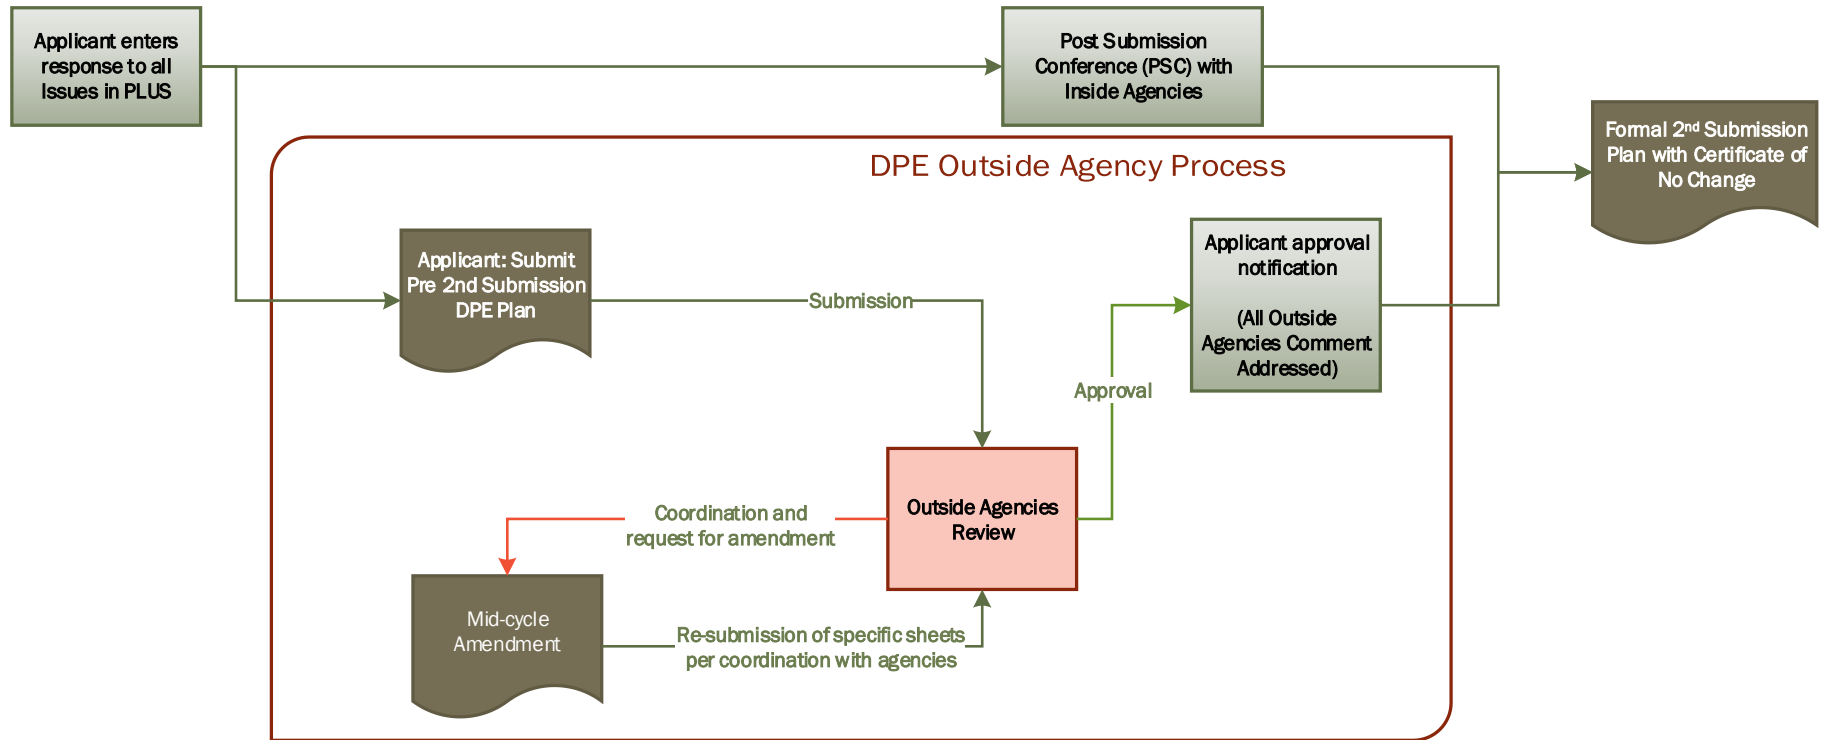 Applicant enters
response to all
Issues in PLUS
Post Submission
Conference (PSC) with
Inside Agencies
Formal 2nd Submission
Plan with Certificate of
No Change
DPE Outside Agency Process
Applicant: Submit
Pre 2nd Submission
DPE Plan
Submission
Applicant approval
notification
(All Outside
Agencies Comment
Addressed)
Approval
Outside Agencies
Review
Coordination and
request for amendment
Mid-cycle
Amendment
Re-submission of specific sheets
per coordination with agencies